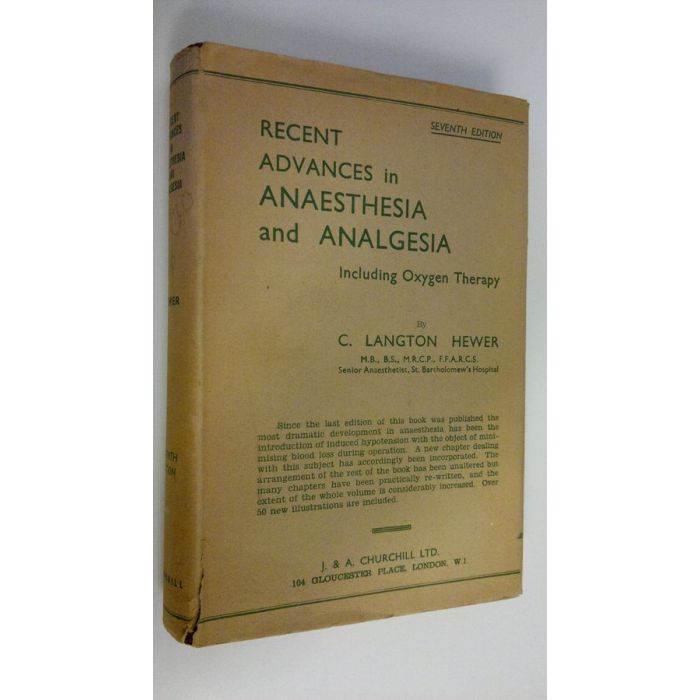 SEVENTH EDITION
RECENT
ADVANCES in
ANAESTHESIA
and ANALGESIA
Including Oxygen Therapy
By
C. LANGTON HEWER
M.B., B.S., M.R.C.P., F.F.A.R.C.S.
Senior Anaesthetist, St. Bartholomew's Hospital
Since the last edition of this book was published the
most dramatic development in anaesthesia has been the
introduction of induced hypotension with the object of mini-
mising blood loss during operation. A new chapter dealing
with this subject has accordingly been incorporated. The
arrangement of the rest of the book has been unaltered but
many chapters have been practically re-written, and the
extent of the whole volume is considerably increased. Over
50 new illustrations are included.
J. & A. CHURCHILL LTD.
104 GLOUCESTER PLACE, LONDON. W.1